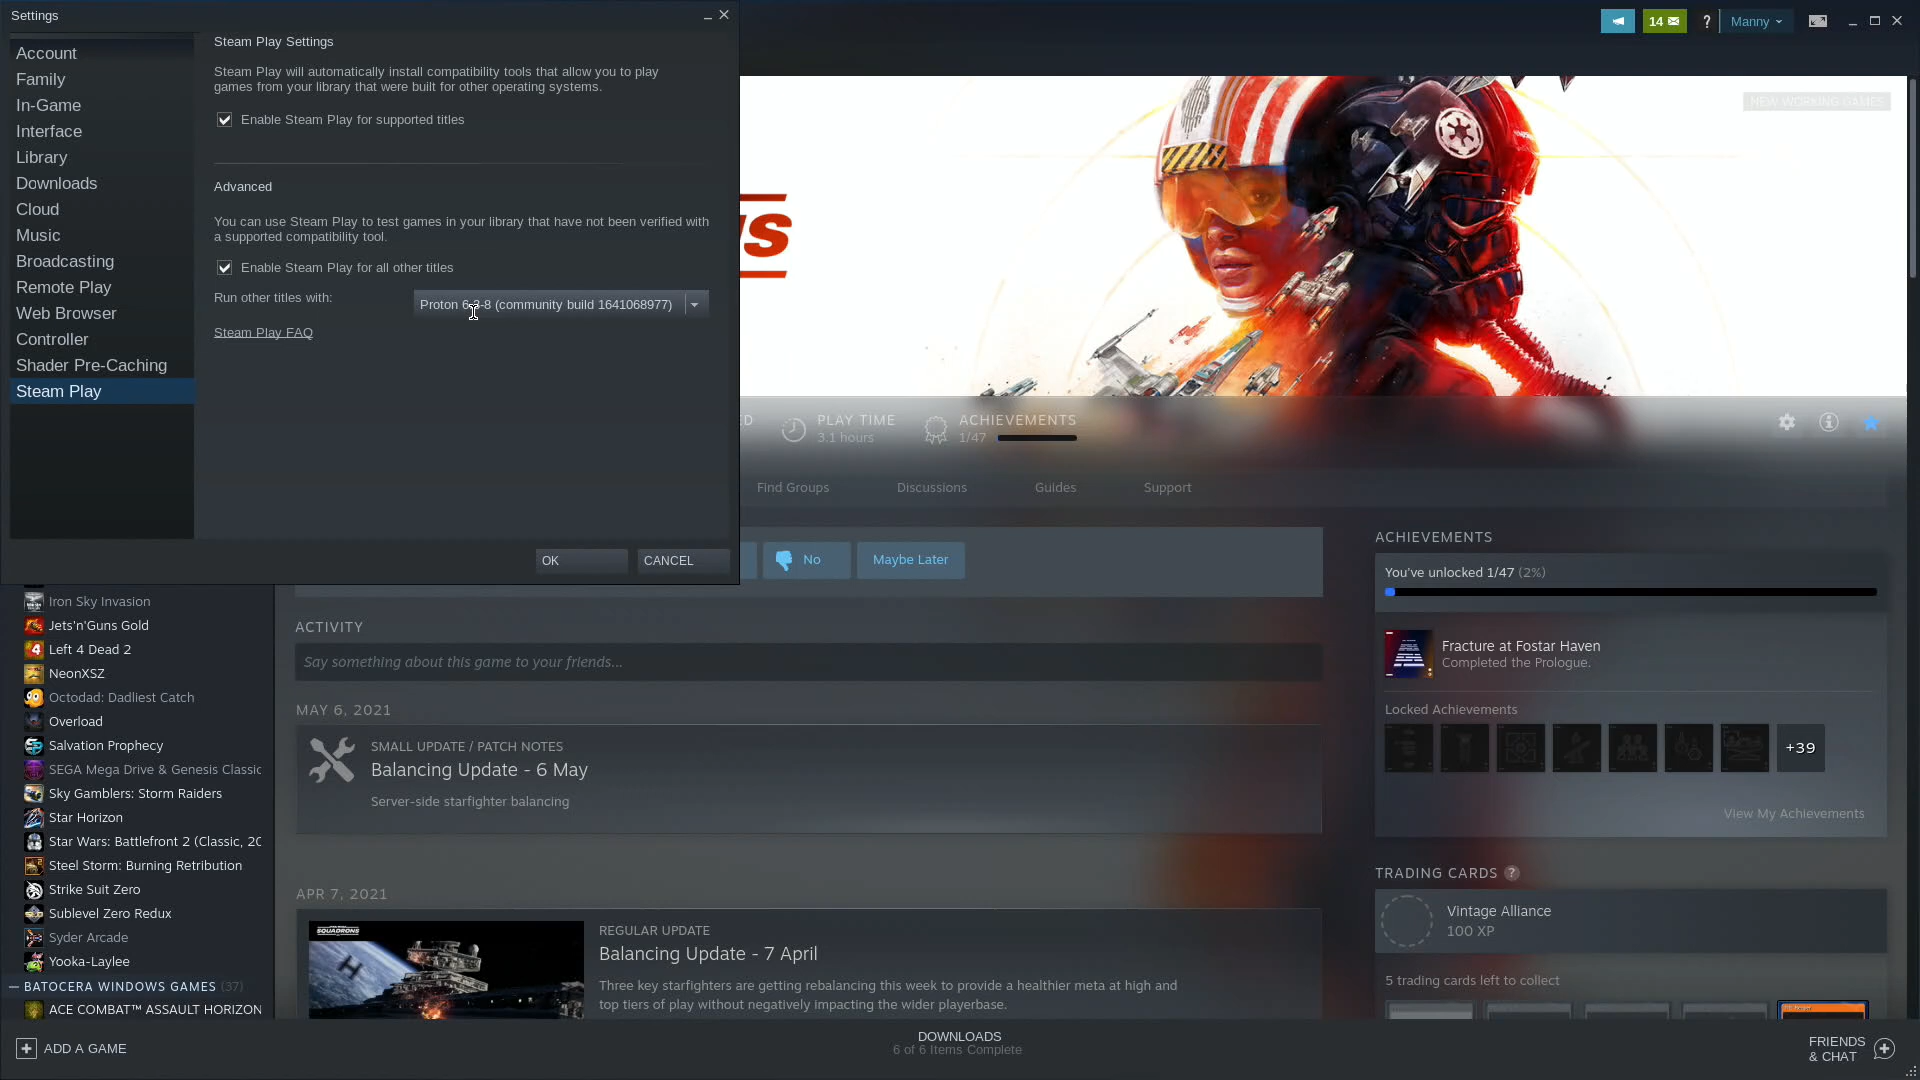 Settings
Account
Family
In-Game
Interface
Library
Downloads
Cloud
Music
Broadcasting
Remote Play
Web Browser
Controller
Shader Pre-Caching
Steam Play
Steam Play Settings
Steam Play will automatically install compatibility tools that allow you to play
games from your library that were built for other operating systems.
Enable Steam Play for supported titles
Advanced
You can use Steam Play to test games in your library that have not been verified with
a supported compatibility tool.
Enable Steam Play for all other titles
Run other titles with:
Proton 6.3-8 (community build 1641068977)
Steam Play FAQ
OK
CANCEL
14
?
Manny
NEW WORKING GAMES
PLAY TIME
3.1 hours
ACHIEVEMENTS
1/47
Find Groups
Discussions
Guides
Support
No
Maybe Later
Iron Sky Invasion
Jets'n'Guns Gold
Left 4 Dead 2
NeonXSZ
Octodad: Dadliest Catch
Overload
Salvation Prophecy
SEGA Mega Drive & Genesis Classic
Sky Gamblers: Storm Raiders
Star Horizon
Star Wars: Battlefront 2 (Classic, 20
Steel Storm: Burning Retribution
Strike Suit Zero
Sublevel Zero Redux
Syder Arcade
Yooka-Laylee
BATOCERA WINDOWS GAMES (37)
ACE COMBAT™ ASSAULT HORIZON
ACTIVITY
Say something about this game to your friends...
MAY 6, 2021
SMALL UPDATE / PATCH NOTES
Balancing Update - 6 May
Server-side starfighter balancing
APR 7, 2021
SQUADRONS
REGULAR UPDATE
Balancing Update - 7 April
Three key starfighters are getting rebalancing this week to provide a healthier meta at high and
top tiers of play without negatively impacting the wider playerbase.
ACHIEVEMENTS
You've unlocked 1/47 (2%)
Fracture at Fostar Haven
Completed the Prologue.
Locked Achievements
+39
View My Achievements
TRADING CARDS ?
Vintage Alliance
100 XP
5 trading cards left to collect
ADD A GAME
DOWNLOADS
6 of 6 Items Complete
FRIENDS
& CHAT